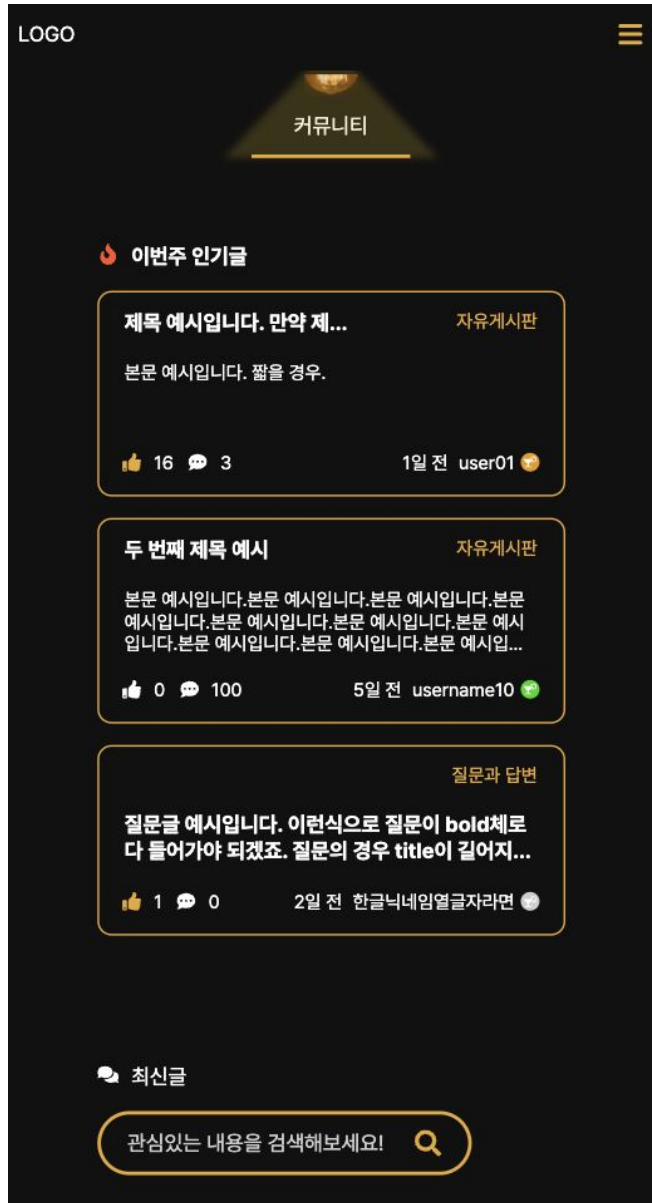 LOGO
커뮤니티
이번주 인기글
제목 예시입니다. 만약 제...
자유게시판
본문 예시입니다. 짧을 경우.
16 3
1일 전 user01
두 번째 제목 예시
자유게시판
본문 예시입니다.본문 예시입니다.본문 예시입니다.본문
예시입니다.본문 예시입니다.본문 예시입니다.본문 예시
입니다.본문 예시입니다.본문 예시입니다.본문 예시입...
0 100
5일 전 username10
질문과 답변
질문글 예시입니다. 이런식으로 질문이 bold체로
다 들어가야 되겠죠. 질문의 경우 title이 길어지...
1 0
2일 전 한글닉네임열글자라면
최신글
관심있는 내용을 검색해보세요!